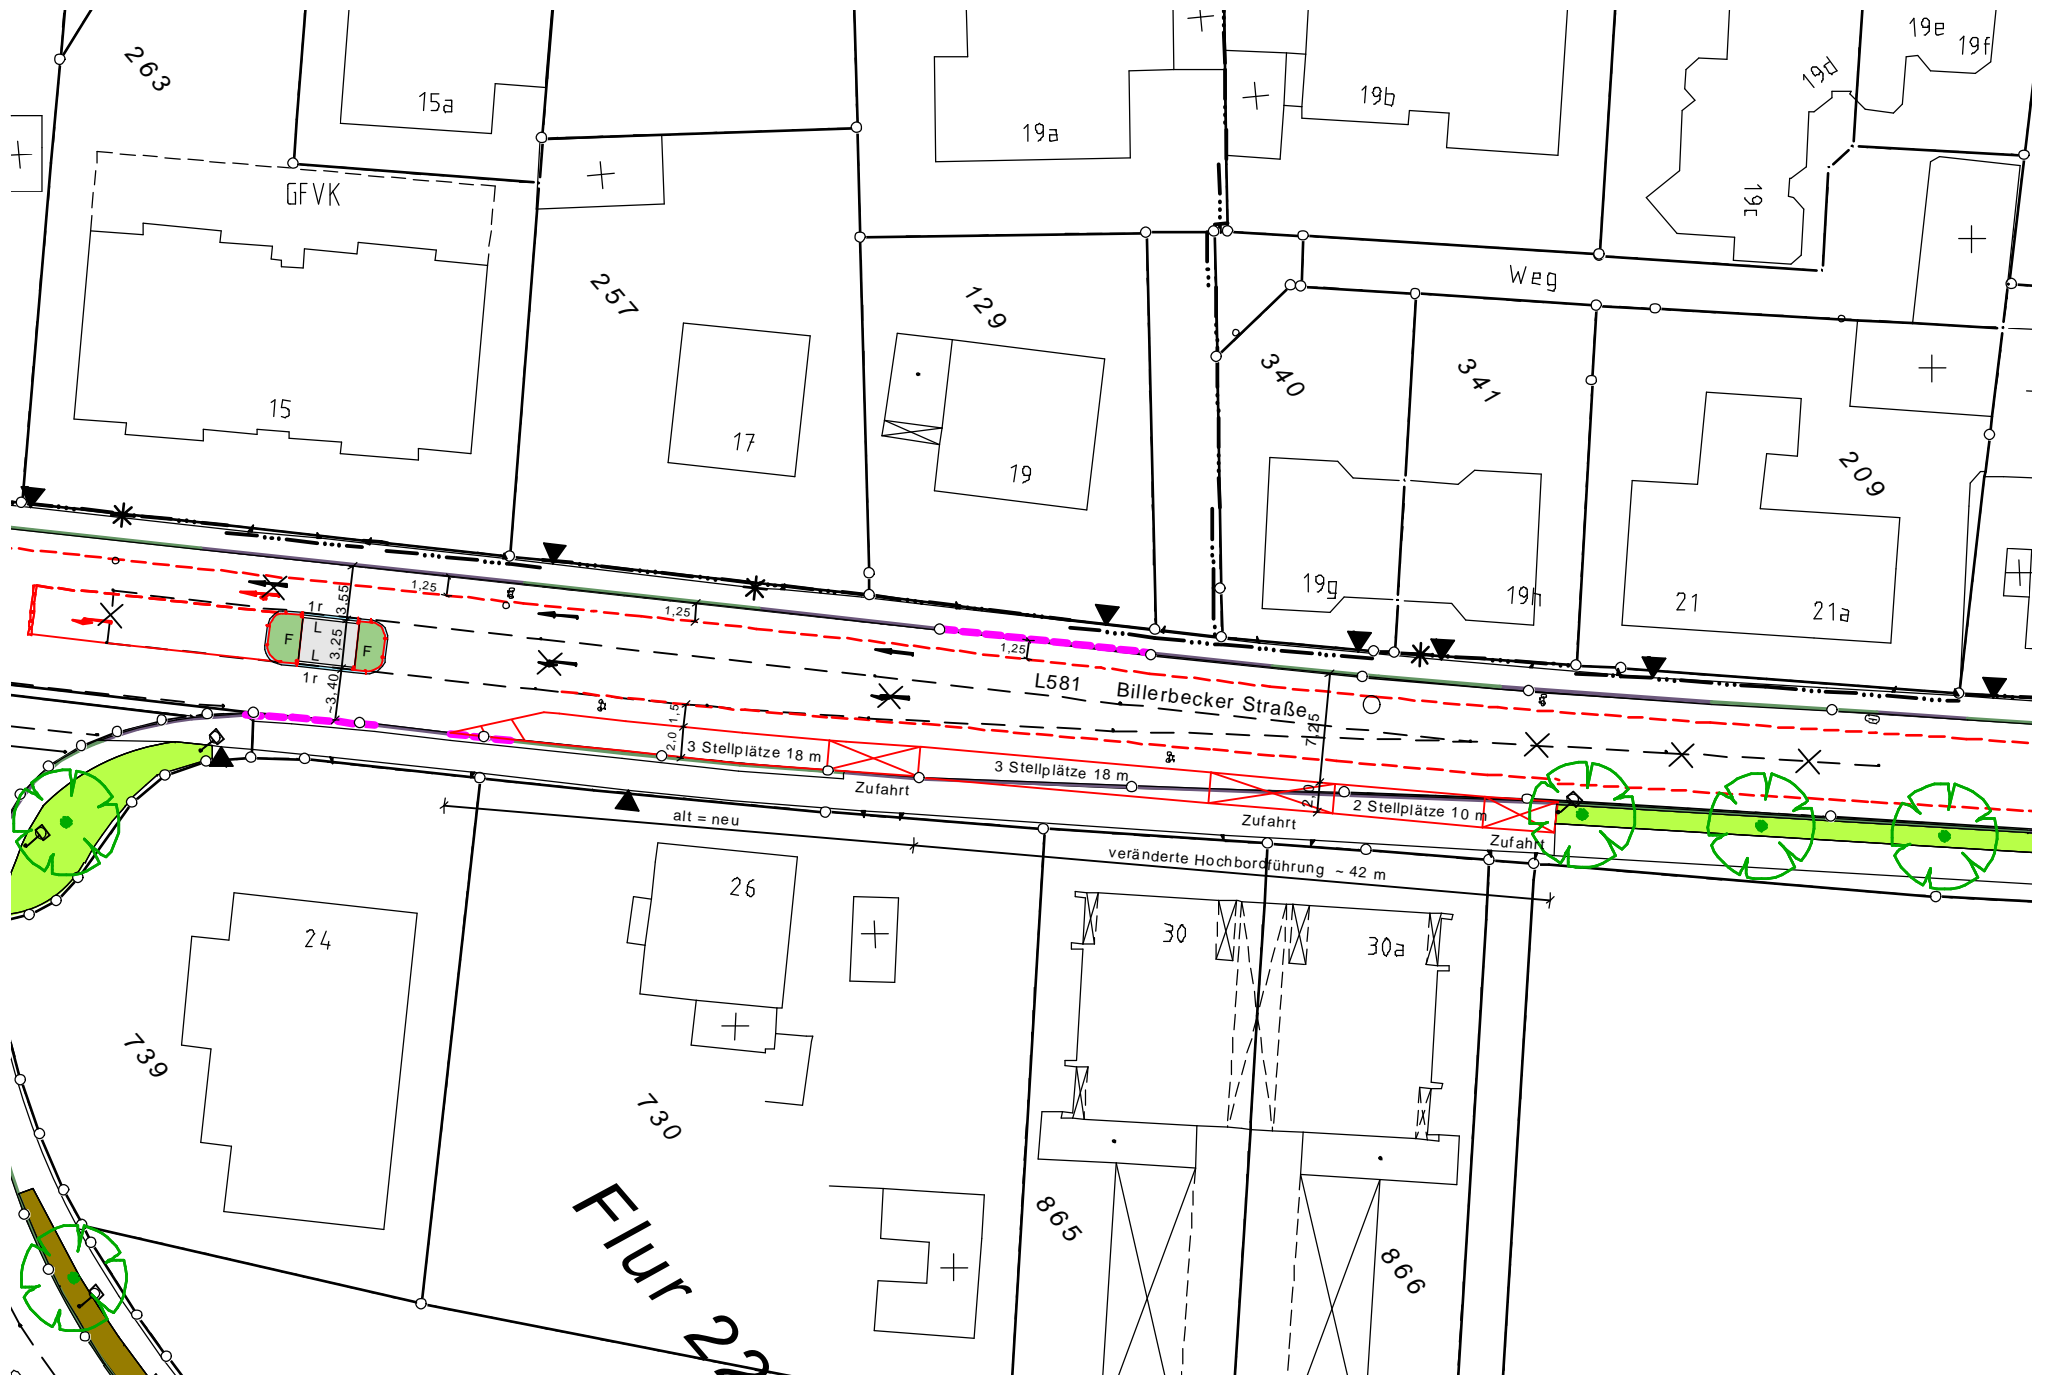 263
15a
19a
19b
19d
19e
19f
19c
GFVK
257
129
Weg
340
341
209
15
17
19
19g
19h
21
21a
1r
L
F
F
L
1r
3,55
3,25
~3,40
1,25
1,25
1,25
L581
Billerbecker Straße
7,25
1,5
2,0
3 Stellplätze 18 m
3 Stellplätze 18 m
2,0
2 Stellplätze 10 m
Zufahrt
Zufahrt
Zufahrt
alt = neu
veränderte Hochbordführung ~ 42 m
24
26
30
30a
739
730
865
866
Flur 22